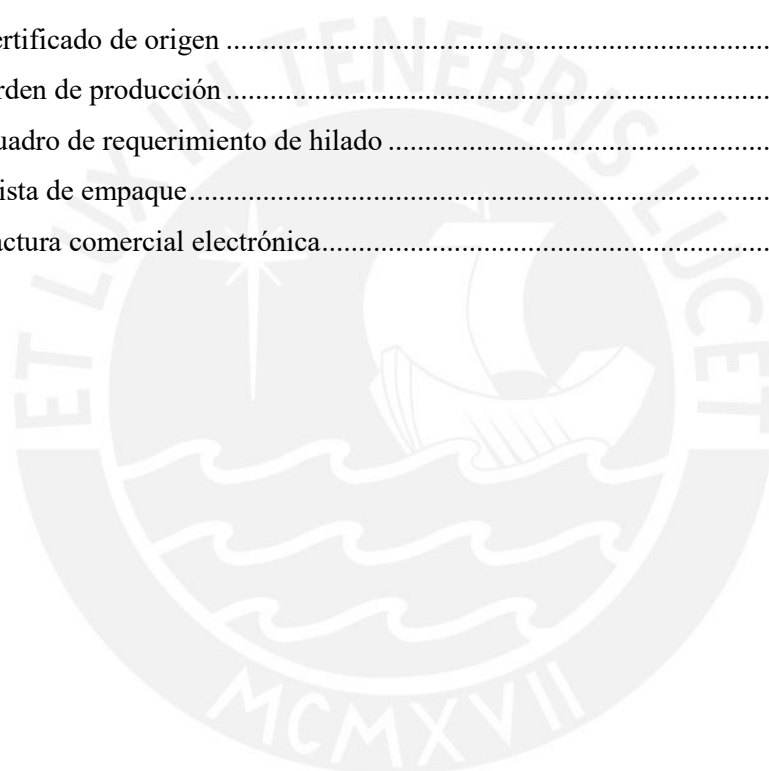 ertificado de origen ....................................................................................
rden de producción ....................................................................................
uadro de requerimiento de hilado .........................................................
ista de empaque..........................................................................................
actura comercial electrónica.....................................................................
ET LUX IN TENEBRIS LUCET
MCMXVII